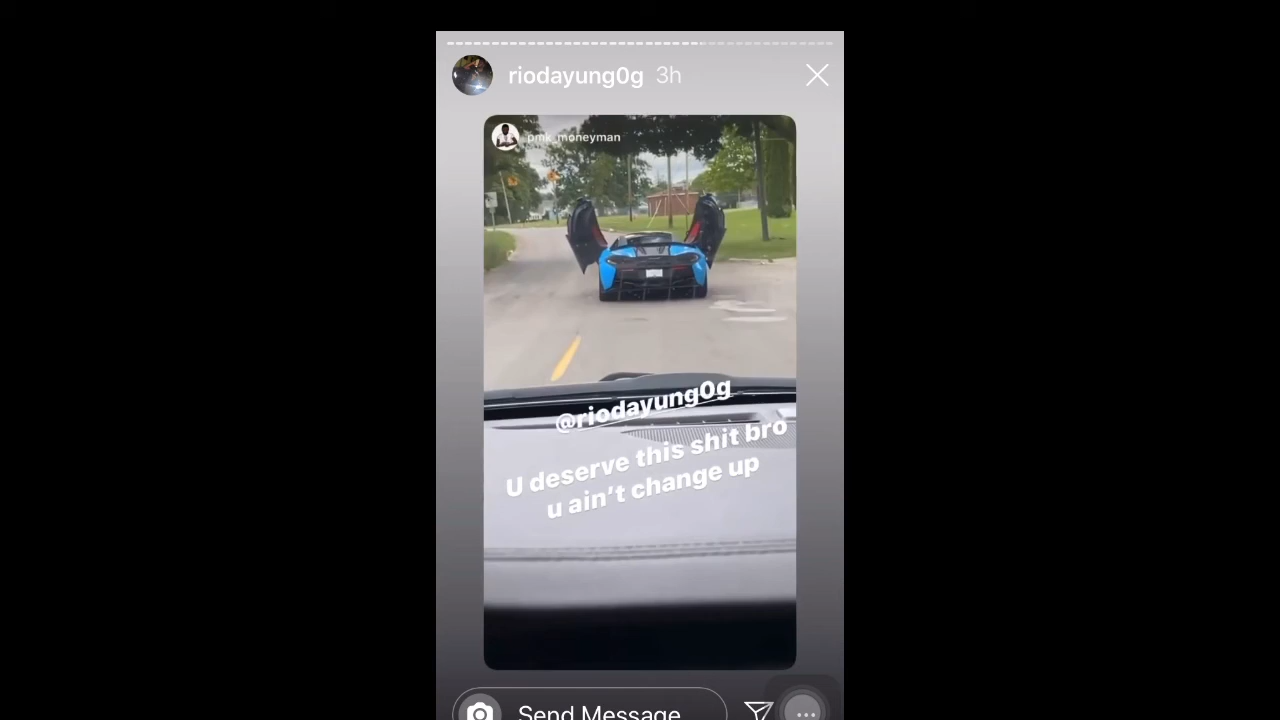 riodayung0g 3h
pmk_moneyman
@riodayung0g
U deserve this shit bro
u ain't change up
Send Message